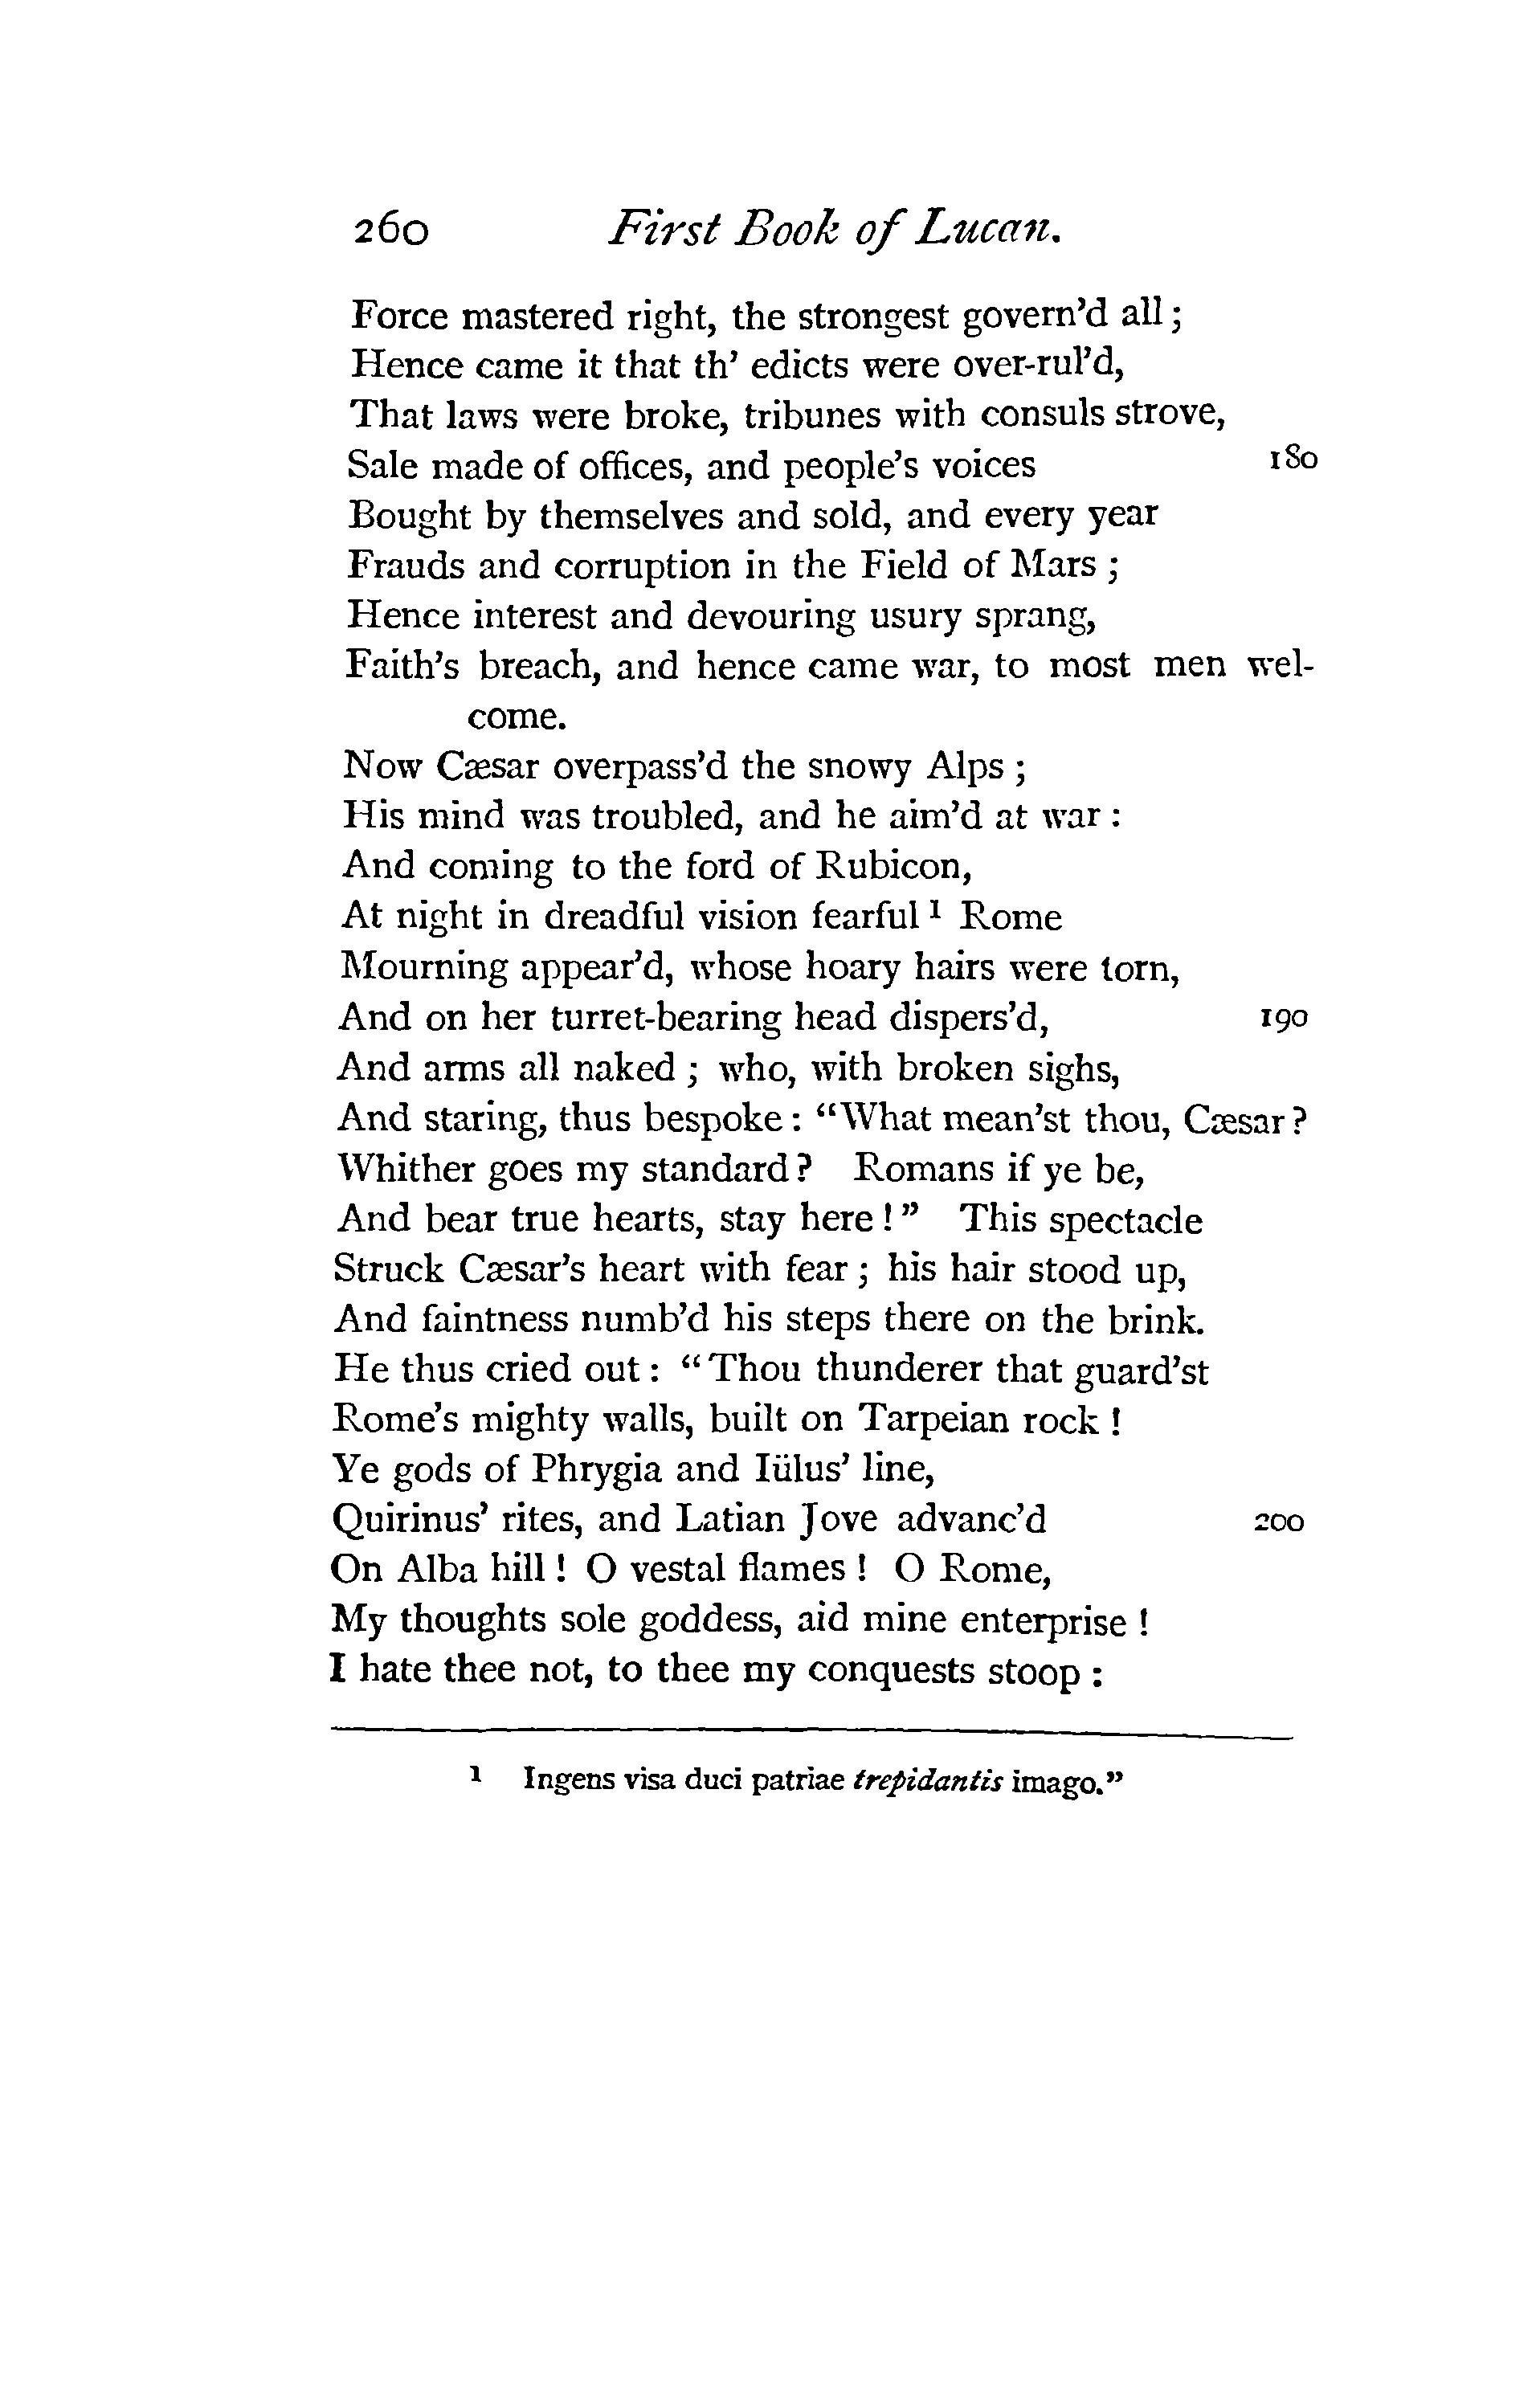 260 First Book of Lucan.
Force mastered right, the strongest govern'd all ;
Hence came it that th' edicts were over-rul'd,
That laws were broke, tribunes with consuls strove,
Sale made of offices, and people's voices 180
Bought by themselves and sold, and every year
Frauds and corruption in the Field of Mars ;
Hence interest and devouring usury sprang,
Faith's breach, and hence came war, to most men wel-
come.
Now Cæsar overpass'd the snowy Alps ;
His mind was troubled, and he aim'd at war :
And coming to the ford of Rubicon,
At night in dreadful vision fearful ¹ Rome
Mourning appear'd, whose hoary hairs were torn,
And on her turret-bearing head dispers'd, 190
And arms all naked ; who, with broken sighs,
And staring, thus bespoke : “What mean'st thou, Cæsar ?
Whither goes my standard ? Romans if ye be,
And bear true hearts, stay here ! ” This spectacle
Struck Cæsar's heart with fear ; his hair stood up,
And faintness numb'd his steps there on the brink.
He thus cried out : “ Thou thunderer that guard'st
Rome's mighty walls, built on Tarpeian rock !
Ye gods of Phrygia and Iülus' line,
Quirinus' rites, and Latian Jove advanc'd 200
On Alba hill ! O vestal flames ! O Rome,
My thoughts sole goddess, aid mine enterprise !
I hate thee not, to thee my conquests stoop :
¹ Ingens visa duci patriae trepidantis imago.”